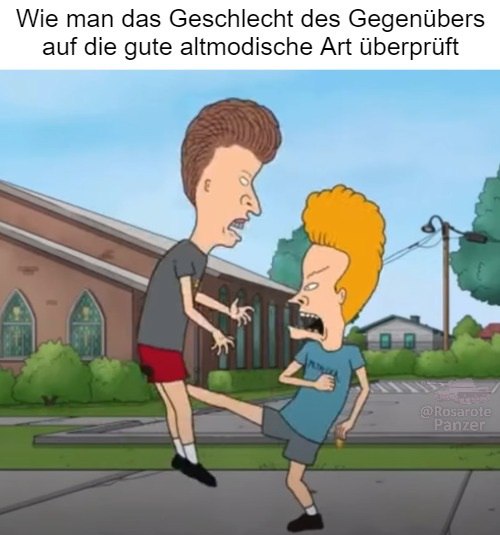 Wie man das Geschlecht des Gegenübers
auf die gute altmodische Art überprüft
@Rosarote
Panzer